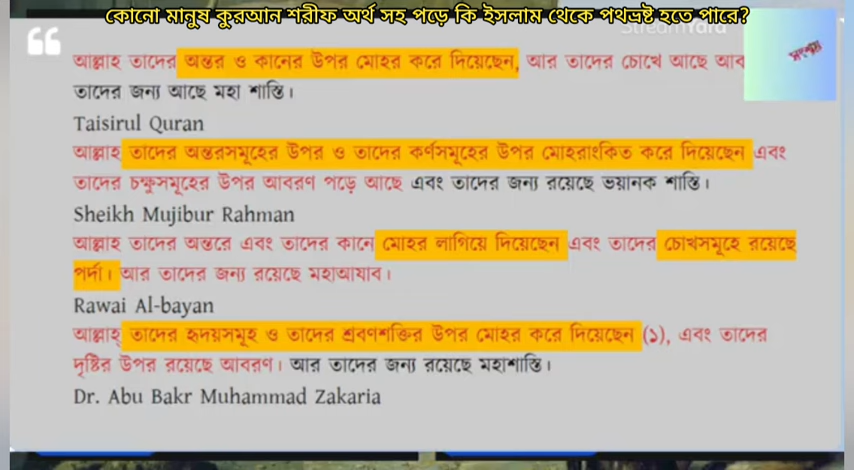 কোনো মানুষ কুরআন শরীফ অর্থ সহ পড়ে কি ইসলাম থেকে পথভ্রষ্ট হতে পারে?
StreamYard
সংশয়
আল্লাহ তাদের অন্তর ও কানের উপর মোহর করে দিয়েছেন, আর তাদের চোখে আছে আব
তাদের জন্য আছে মহা শাস্তি।
Taisirul Quran
আল্লাহ তাদের অন্তরসমূহের উপর ও তাদের কর্ণসমূহের উপর মোহরাংকিত করে দিয়েছেন এবং
তাদের চক্ষুসমূহের উপর আবরণ পড়ে আছে এবং তাদের জন্য রয়েছে ভয়ানক শাস্তি।
Sheikh Mujibur Rahman
আল্লাহ তাদের অন্তরে এবং তাদের কানে মোহর লাগিয়ে দিয়েছেন এবং তাদের চোখসমূহে রয়েছে
পর্দা। আর তাদের জন্য রয়েছে মহাআযাব।
Rawai Al-bayan
আল্লাহ্‌ তাদের হৃদয়সমূহ ও তাদের শ্রবণশক্তির উপর মোহর করে দিয়েছেন (১), এবং তাদের
দৃষ্টির উপর রয়েছে আবরণ। আর তাদের জন্য রয়েছে মহাশাস্তি।
Dr. Abu Bakr Muhammad Zakaria